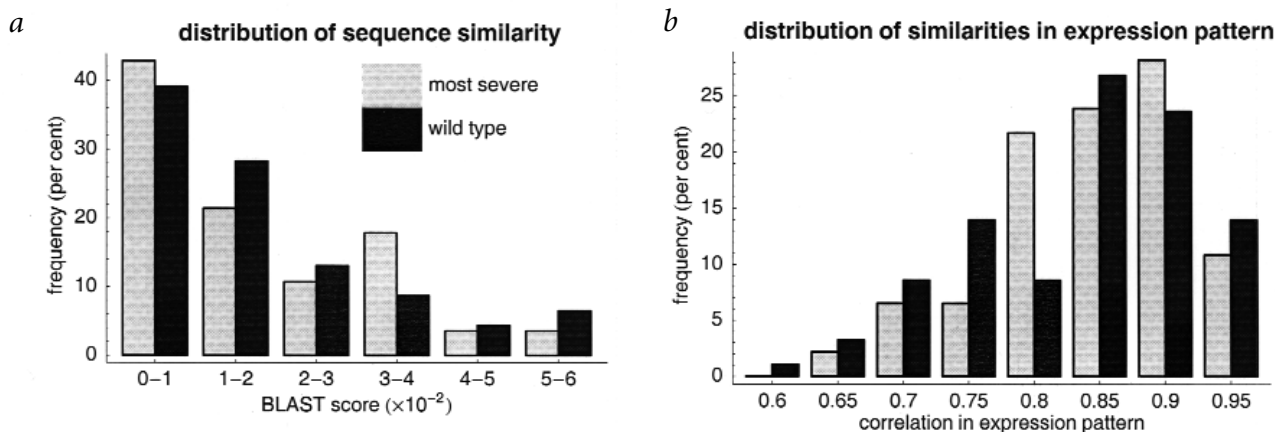 a
distribution of sequence similarity
40
30
20
10
0
frequency (per cent)
most severe
wild type
0–1 1–2 2–3 3–4 4–5 5–6
BLAST score (×10⁻²)
b
distribution of similarities in expression pattern
25
20
15
10
5
0
frequency (per cent)
0.6 0.65 0.7 0.75 0.8 0.85 0.9 0.95
correlation in expression pattern